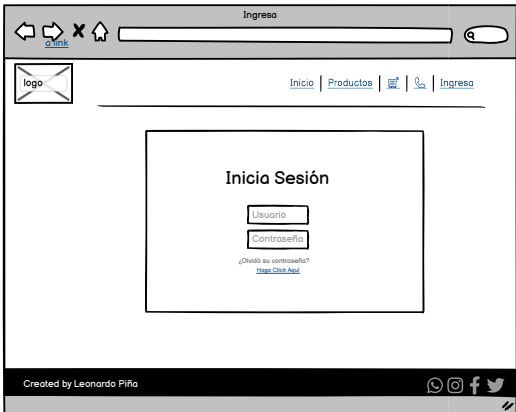 Ingresa
a link
logo
Inicio Productos Ingresa
Inicia Sesión
Usuario
Contraseña
¿Olvidó su contraseña?
Haga Click Aquí
Created by Leonardo Piña